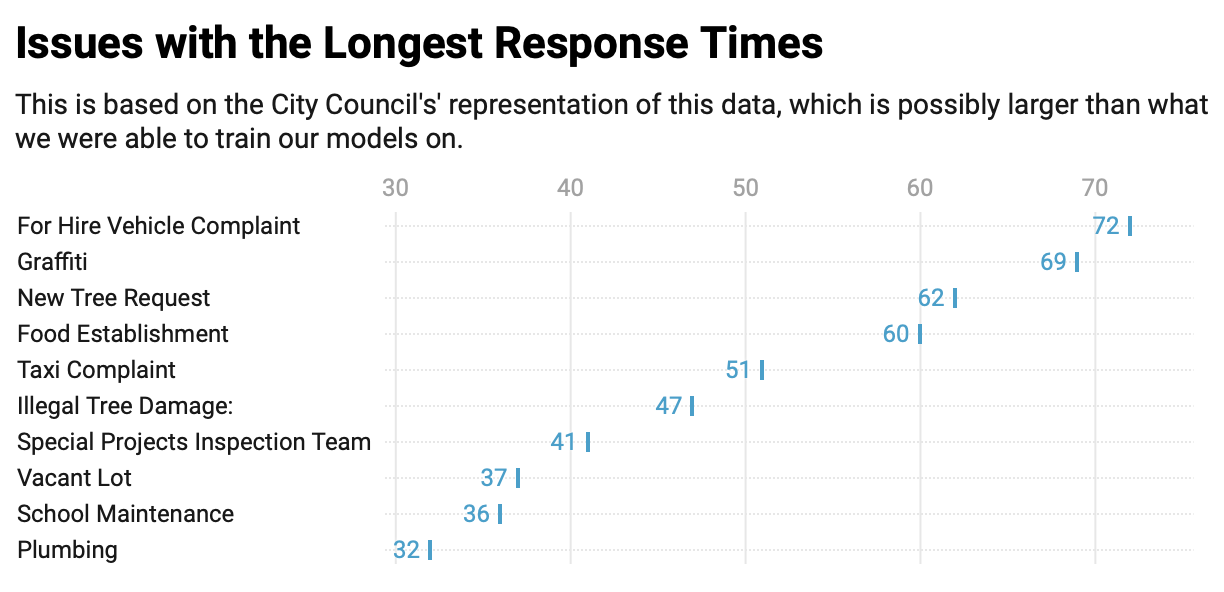 Issues with the Longest Response Times
This is based on the City Council's' representation of this data, which is possibly larger than what
we were able to train our models on.
30 40 50 60 70
For Hire Vehicle Complaint 72
Graffiti 69
New Tree Request 62
Food Establishment 60
Taxi Complaint 51
Illegal Tree Damage: 47
Special Projects Inspection Team 41
Vacant Lot 37
School Maintenance 36
Plumbing 32